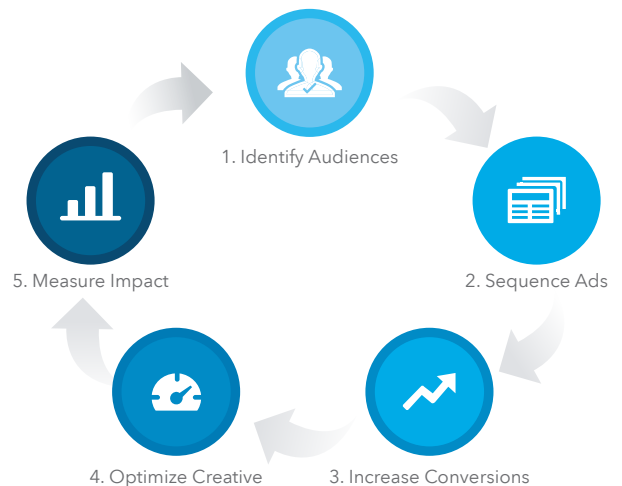 1. Identify Audiences
2. Sequence Ads
3. Increase Conversions
4. Optimize Creative
5. Measure Impact